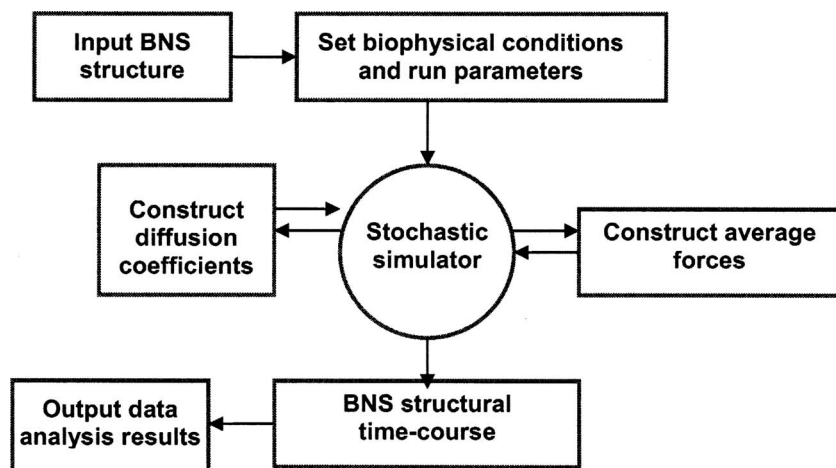 Input BNS
structure
Set biophysical conditions
and run parameters
Construct
diffusion
coefficients
Stochastic
simulator
Construct average
forces
BNS structural
time-course
Output data
analysis results